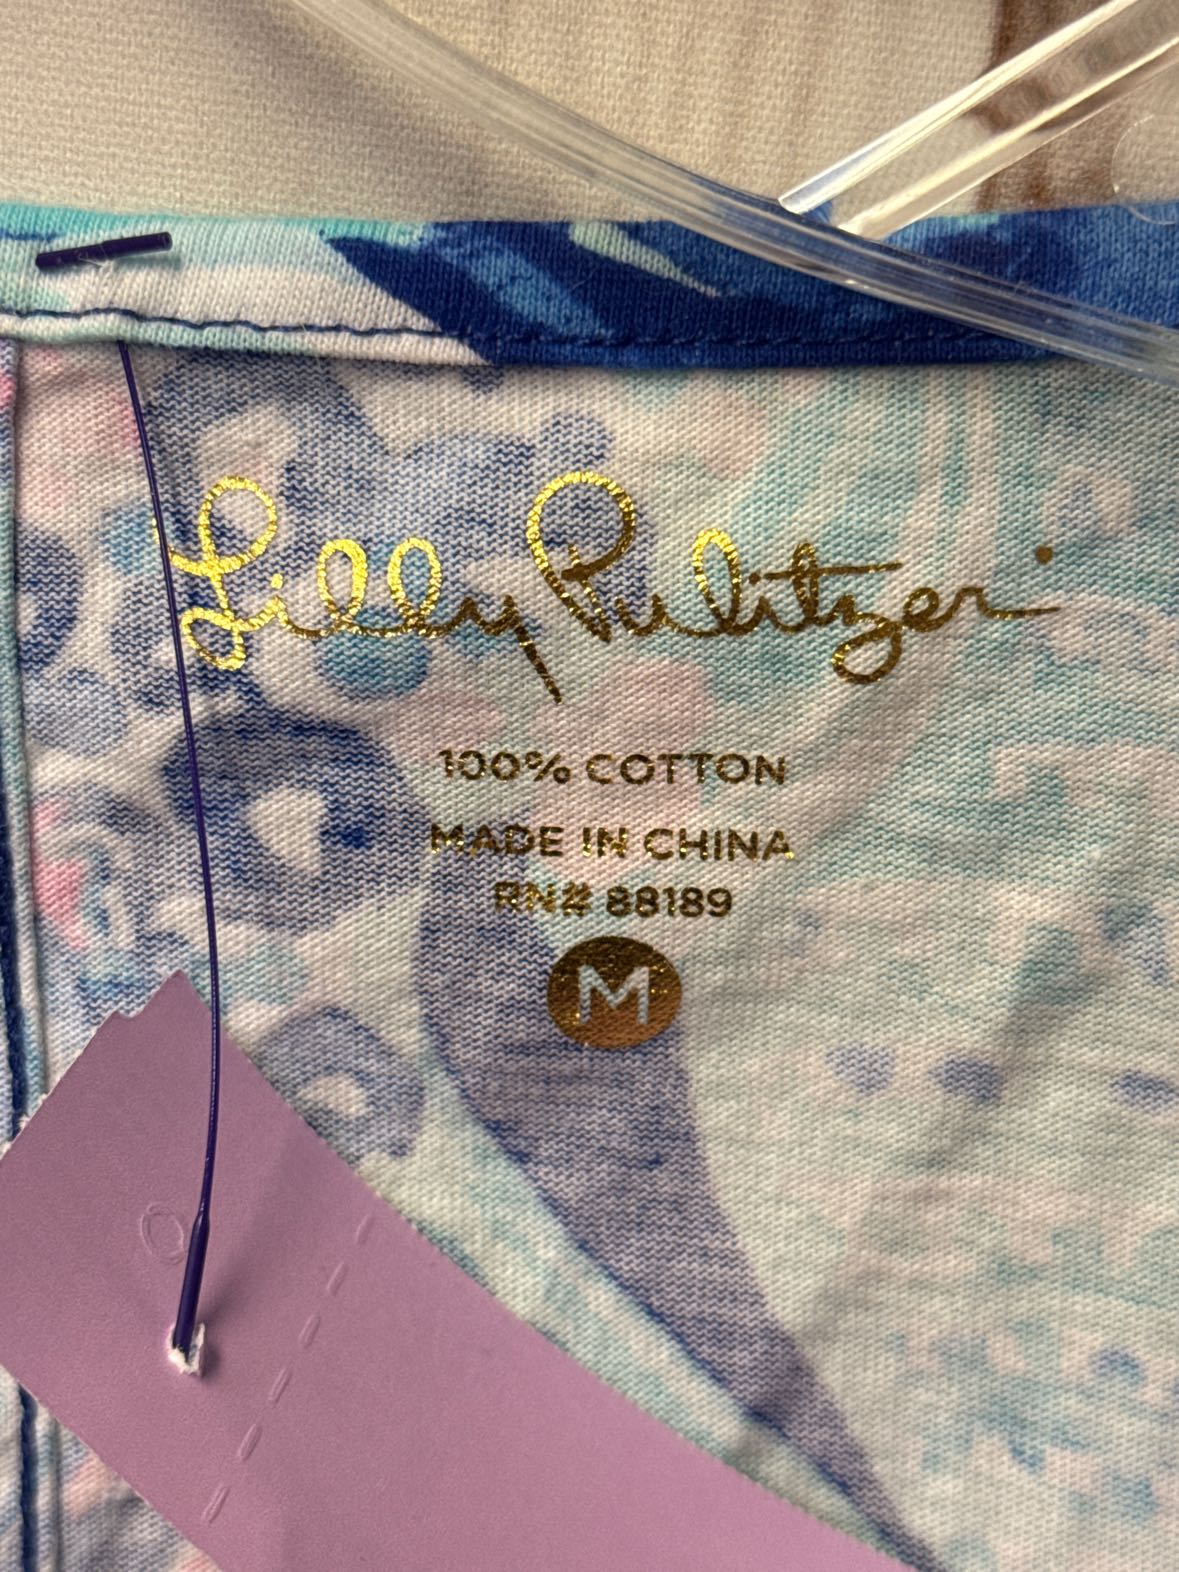 Lilly Pulitzer
100% COTTON
MADE IN CHINA
RN# 88189
M